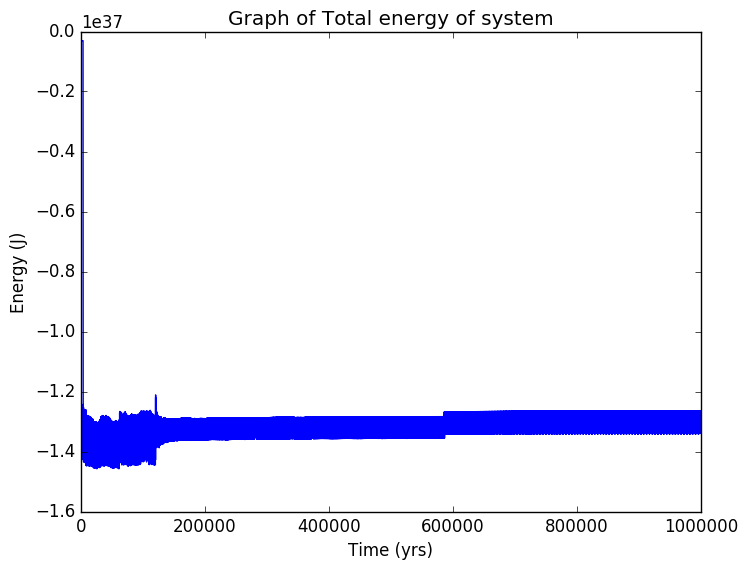 Graph of Total energy of system
1e37
0.0
−0.2
−0.4
−0.6
−0.8
−1.0
−1.2
−1.4
−1.6
Energy (J)
0 200000 400000 600000 800000 1000000
Time (yrs)